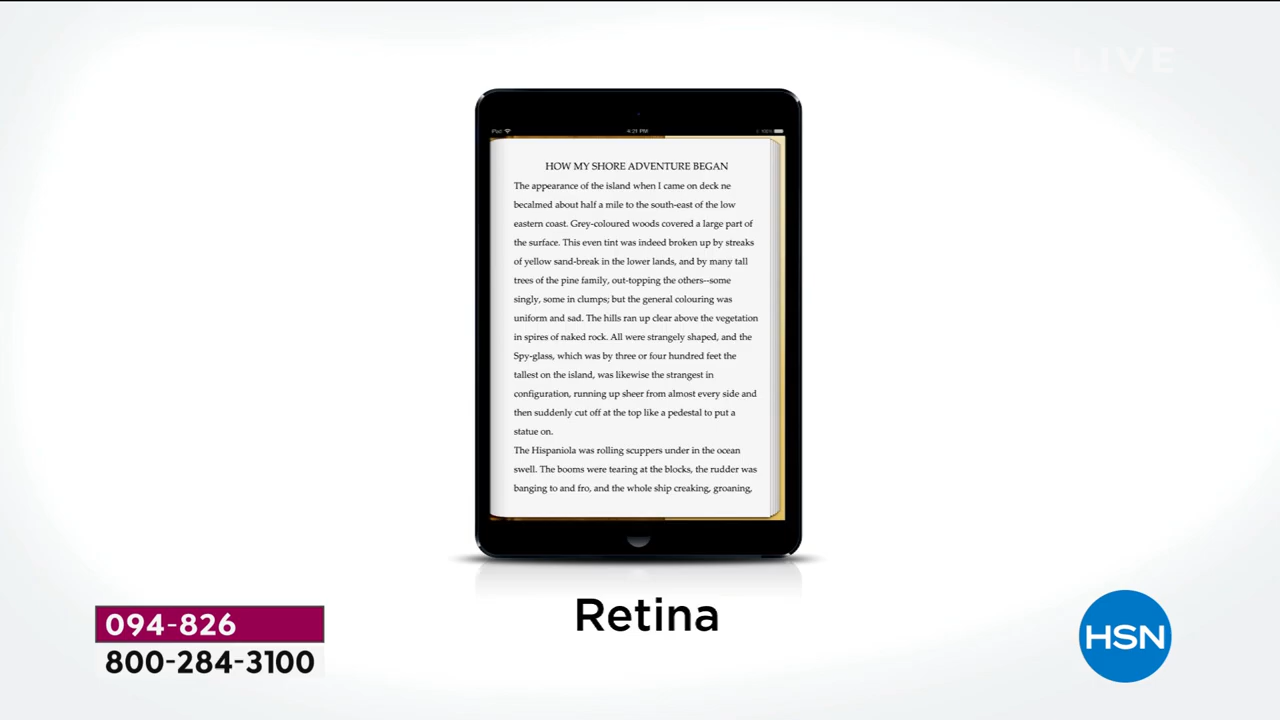 LIVE
iPad
4:21 PM
HOW MY SHORE ADVENTURE BEGAN
The appearance of the island when I came on deck ne
becalmed about half a mile to the south-east of the low
eastern coast. Grey-coloured woods covered a large part of
the surface. This even tint was indeed broken up by streaks
of yellow sand-break in the lower lands, and by many tall
trees of the pine family, out-topping the others--some
singly, some in clumps; but the general colouring was
uniform and sad. The hills ran up clear above the vegetation
in spires of naked rock. All were strangely shaped, and the
Spy-glass, which was by three or four hundred feet the
tallest on the island, was likewise the strangest in
configuration, running up sheer from almost every side and
then suddenly cut off at the top like a pedestal to put a
statue on.
The Hispaniola was rolling scuppers under in the ocean
swell. The booms were tearing at the blocks, the rudder was
banging to and fro, and the whole ship creaking, groaning,
Retina
094-826
800-284-3100
HSN